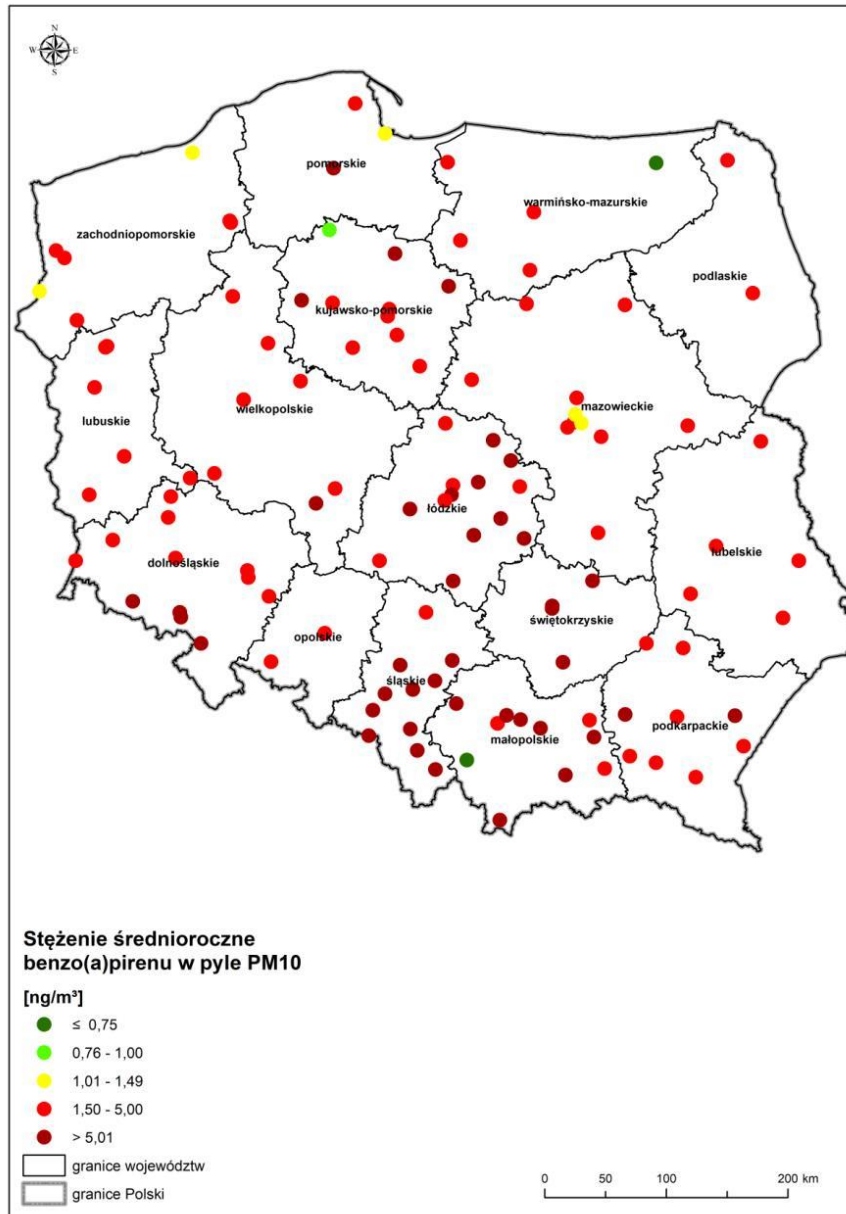 N
W E
S
pomorskie
warmińsko-mazurskie
zachodniopomorskie
podlaskie
kujawsko-pomorskie
mazowieckie
wielkopolskie
lubuskie
łódzkie
lubelskie
dolnośląskie
świętokrzyskie
opolskie
śląskie
podkarpackie
małopolskie
Stężenie średnioroczne
benzo(a)pirenu w pyle PM10
[ng/m³]
≤ 0,75
0,76 - 1,00
1,01 - 1,49
1,50 - 5,00
> 5,01
granice województw
granice Polski
0 50 100 200 km